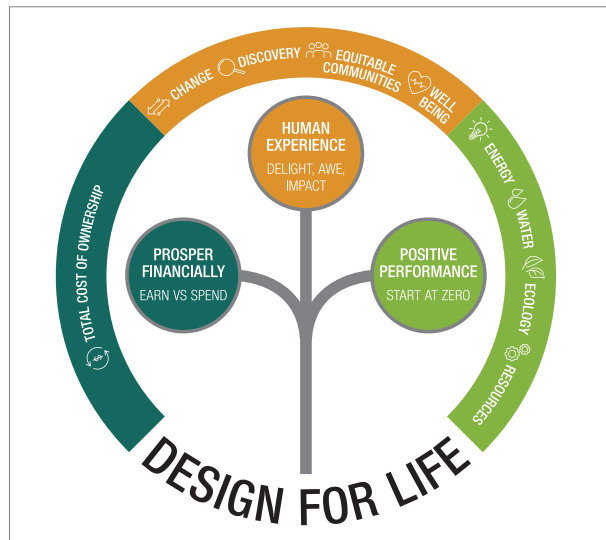 TOTAL COST OF OWNERSHIP
CHANGE
DISCOVERY
EQUITABLE
COMMUNITIES
WELL
BEING
ENERGY
WATER
ECOLOGY
RESOURCES
HUMAN
EXPERIENCE
DELIGHT, AWE,
IMPACT
PROSPER
FINANCIALLY
EARN VS SPEND
POSITIVE
PERFORMANCE
START AT ZERO
DESIGN FOR LIFE